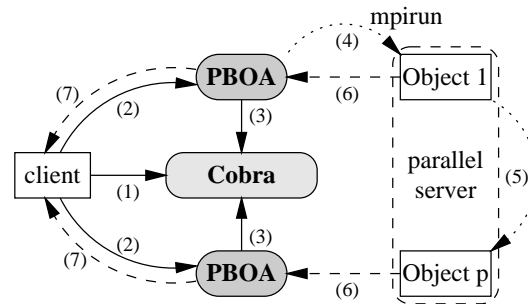 mpirun
(4)
(7)
PBOA
Object 1
(2)
(6)
(3)
client
Cobra
parallel
server
(5)
(1)
(2)
(3)
(7)
PBOA
(6)
Object p